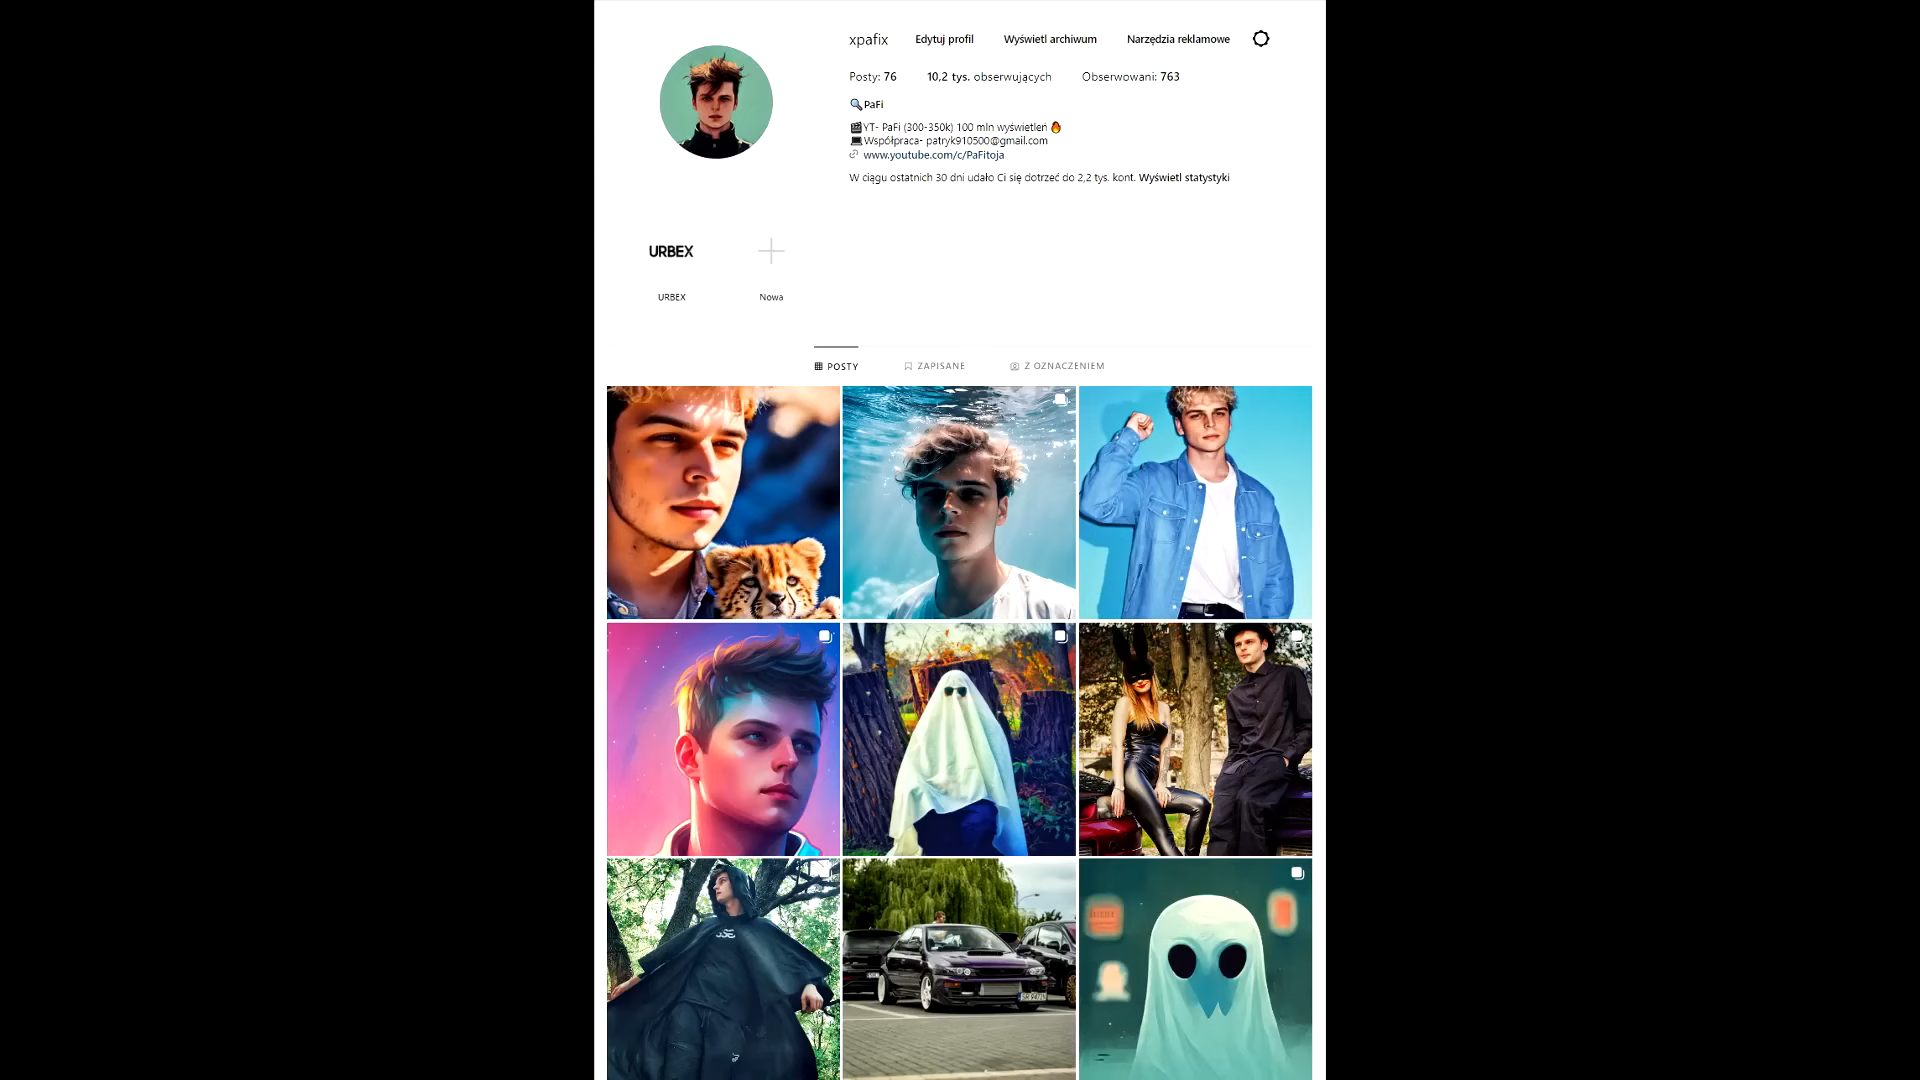 xpafix Edytuj profil Wyświetl archiwum Narzędzia reklamowe
Posty: 76 10,2 tys. obserwujących Obserwowani: 763
🔍PaFi
🎬YT- PaFi (300-350k) 100 mln wyświetleń 🔥
💻Współpraca- patryk910500@gmail.com
www.youtube.com/c/PaFitoja
W ciągu ostatnich 30 dni udało Ci się dotrzeć do 2,2 tys. kont. Wyświetl statystyki
URBEX
URBEX Nowa
POSTY ZAPISANE Z OZNACZENIEM